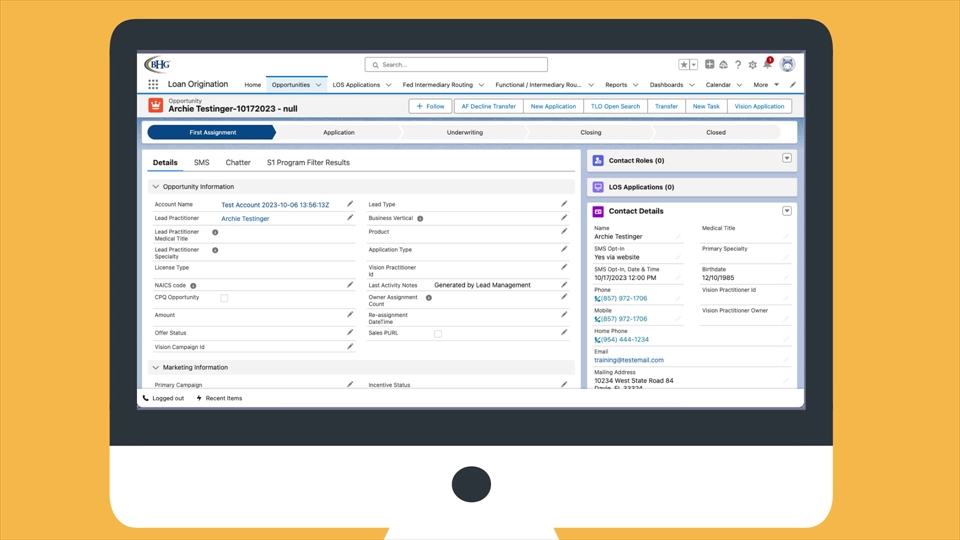 BHG
Search...
1
Loan Origination
Home
Opportunities
LOS Applications
Fed Intermediary Routing
Functional / Intermediary Rou...
Reports
Dashboards
Calendar
More
Opportunity
Archie Testinger-10172023 - null
+ Follow
AF Decline Transfer
New Application
TLO Open Search
Transfer
New Task
Vision Application
First Assignment
Application
Underwriting
Closing
Closed
Details
SMS
Chatter
S1 Program Filter Results
Opportunity Information
Account Name
Test Account 2023-10-06 13:56:13Z
Lead Practitioner
Archie Testinger
Lead Practitioner
Medical Title
Lead Practitioner
Specialty
License Type
NAICS code
CPQ Opportunity
Amount
Offer Status
Vision Campaign Id
Lead Type
Business Vertical
Product
Application Type
Vision Practitioner
Id
Last Activity Notes
Generated by Lead Management
Owner Assignment
Count
Re-assignment
DateTime
Sales PURL
Marketing Information
Primary Campaign
Incentive Status
Contact Roles (0)
LOS Applications (0)
Contact Details
Name
Archie Testinger
Medical Title
SMS Opt-In
Yes via website
Primary Specialty
SMS Opt-In, Date & Time
10/17/2023 12:00 PM
Birthdate
12/10/1985
Phone
(857) 972-1706
Vision Practitioner Id
Mobile
(857) 972-1706
Vision Practitioner Owner
Home Phone
(954) 444-1234
Email
training@testemail.com
Mailing Address
10234 West State Road 84
Davie, FL 33324
Logged out
Recent Items